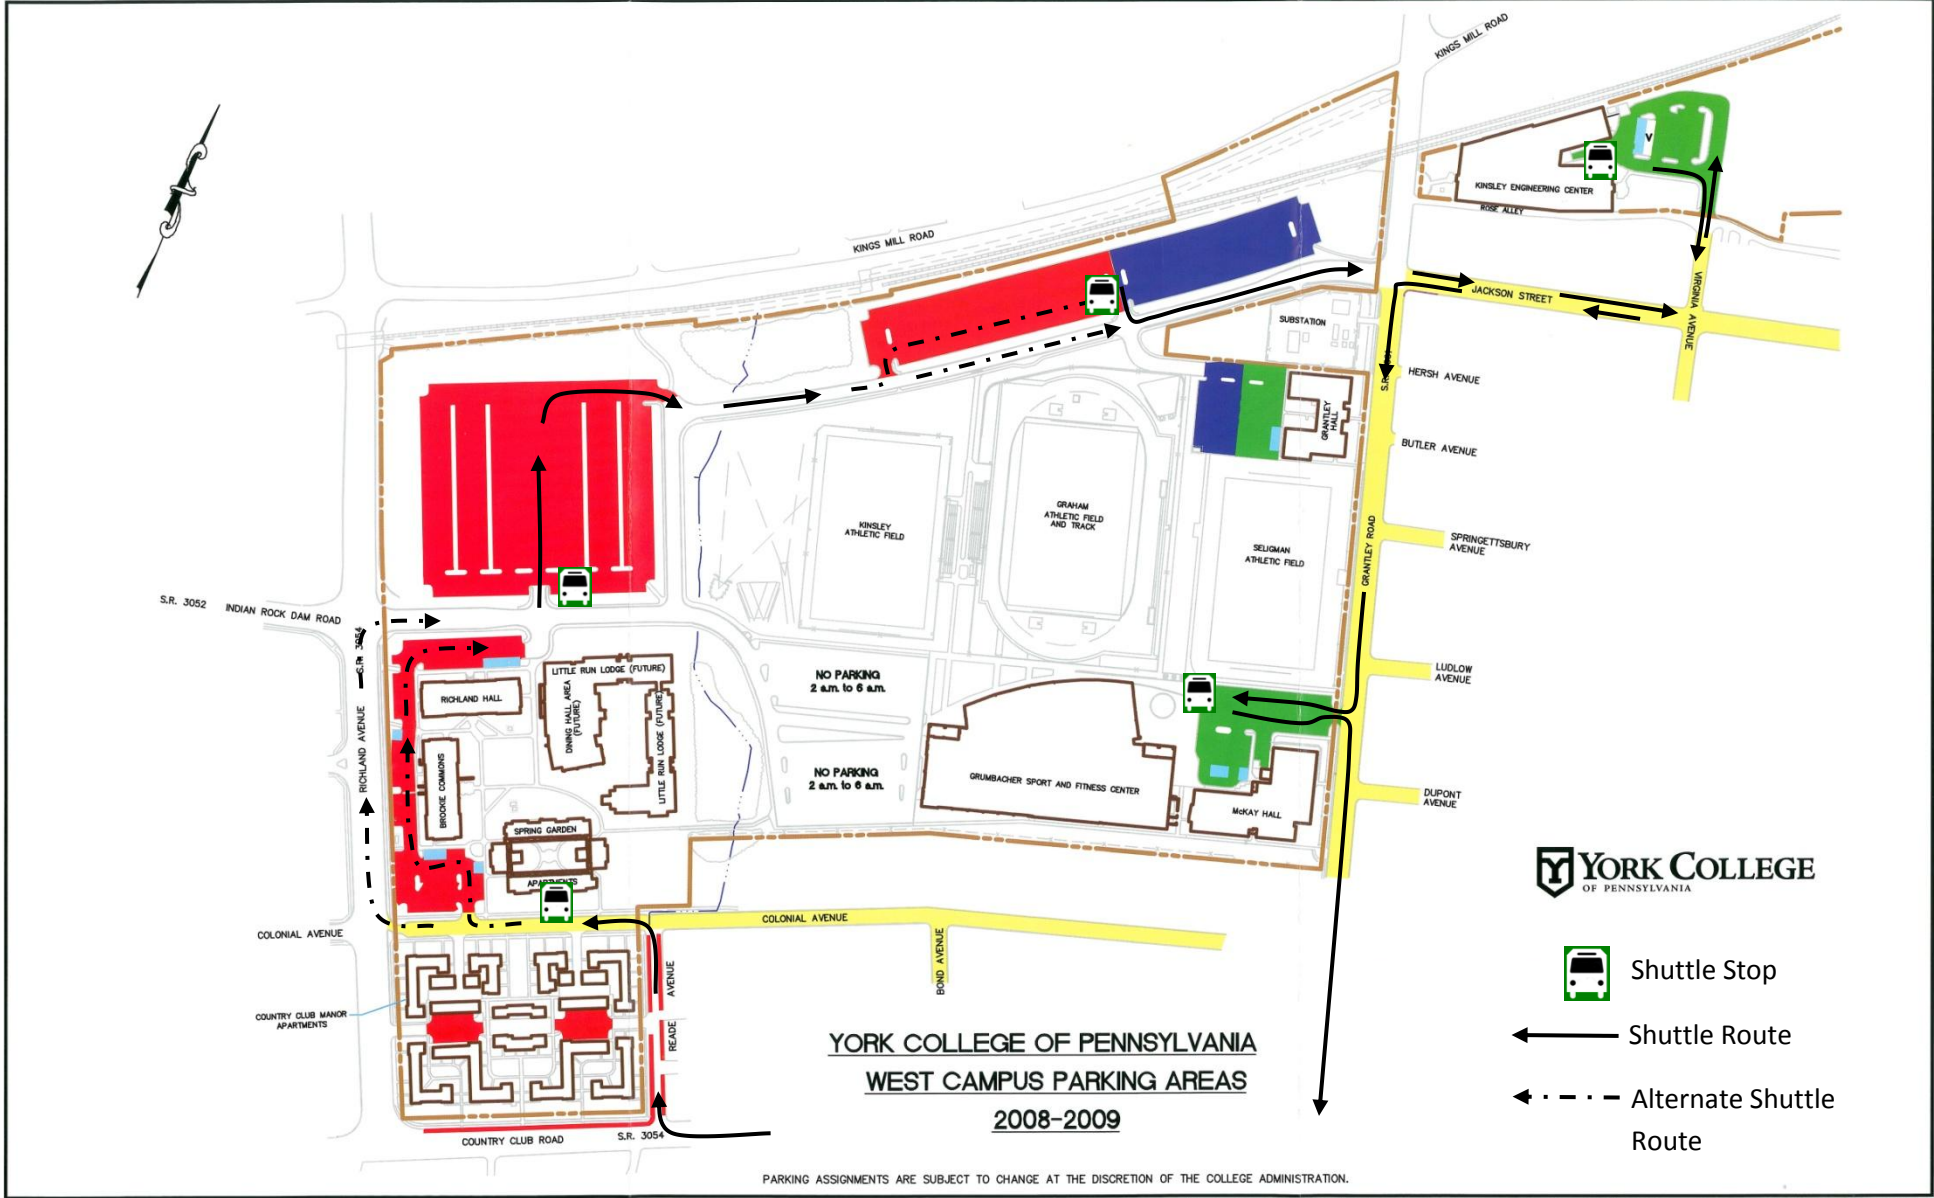 KINGS MILL ROAD
KINGS MILL ROAD
V
KINSLEY ENGINEERING CENTER
ROSE ALLEY
VIRGINIA AVENUE
JACKSON STREET
SUBSTATION
S.R.
HERSH AVENUE
GRANTLEY
HALL
BUTLER AVENUE
KINSLEY
ATHLETIC FIELD
GRAHAM
ATHLETIC FIELD
AND TRACK
SELIGMAN
ATHLETIC FIELD
GRANTLEY ROAD
SPRINGETTSBURY
AVENUE
S.R. 3052
INDIAN ROCK DAM ROAD
S.R. 3054
RICHLAND AVENUE
RICHLAND HALL
LITTLE RUN LODGE (FUTURE)
DINING HALL AREA
(FUTURE)
LITTLE RUN LODGE (FUTURE)
BROCKIE COMMONS
SPRING GARDEN
APARTMENTS
NO PARKING
2 a.m. to 6 a.m.
NO PARKING
2 a.m. to 6 a.m.
GRUMBACHER SPORT AND FITNESS CENTER
McKAY HALL
LUDLOW
AVENUE
DUPONT
AVENUE
COLONIAL AVENUE
COLONIAL AVENUE
BOND AVENUE
READE AVENUE
COUNTRY CLUB MANOR
APARTMENTS
COUNTRY CLUB ROAD
S.R. 3054
YORK COLLEGE
OF PENNSYLVANIA
Shuttle Stop
Shuttle Route
Alternate Shuttle
Route
YORK COLLEGE OF PENNSYLVANIA
WEST CAMPUS PARKING AREAS
2008-2009
PARKING ASSIGNMENTS ARE SUBJECT TO CHANGE AT THE DISCRETION OF THE COLLEGE ADMINISTRATION.